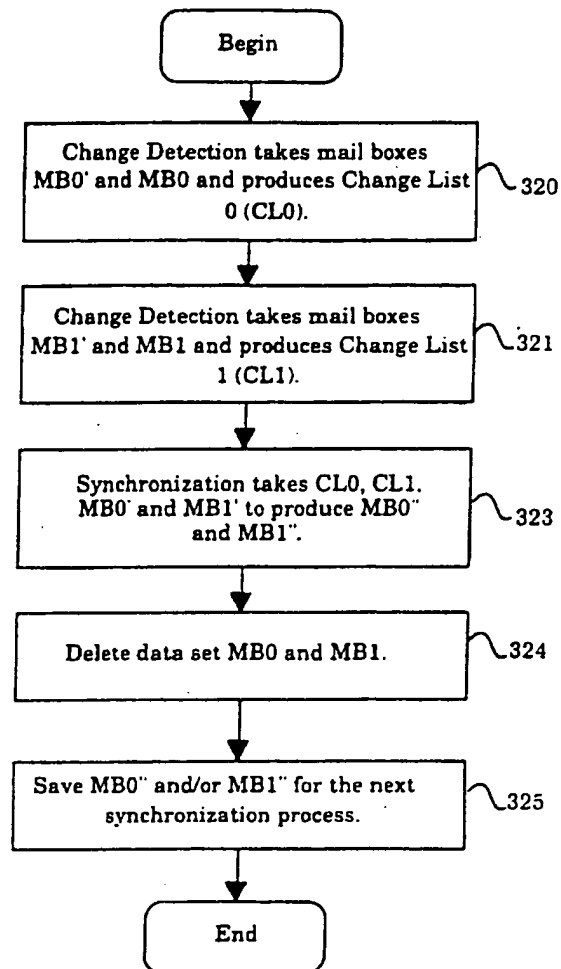 Begin
Change Detection takes mail boxes
MB0' and MB0 and produces Change List
0 (CL0).
320
Change Detection takes mail boxes
MB1' and MB1 and produces Change List
1 (CL1).
321
Synchronization takes CL0, CL1.
MB0' and MB1' to produce MB0"
and MB1".
323
Delete data set MB0 and MB1.
324
Save MB0" and/or MB1" for the next
synchronization process.
325
End